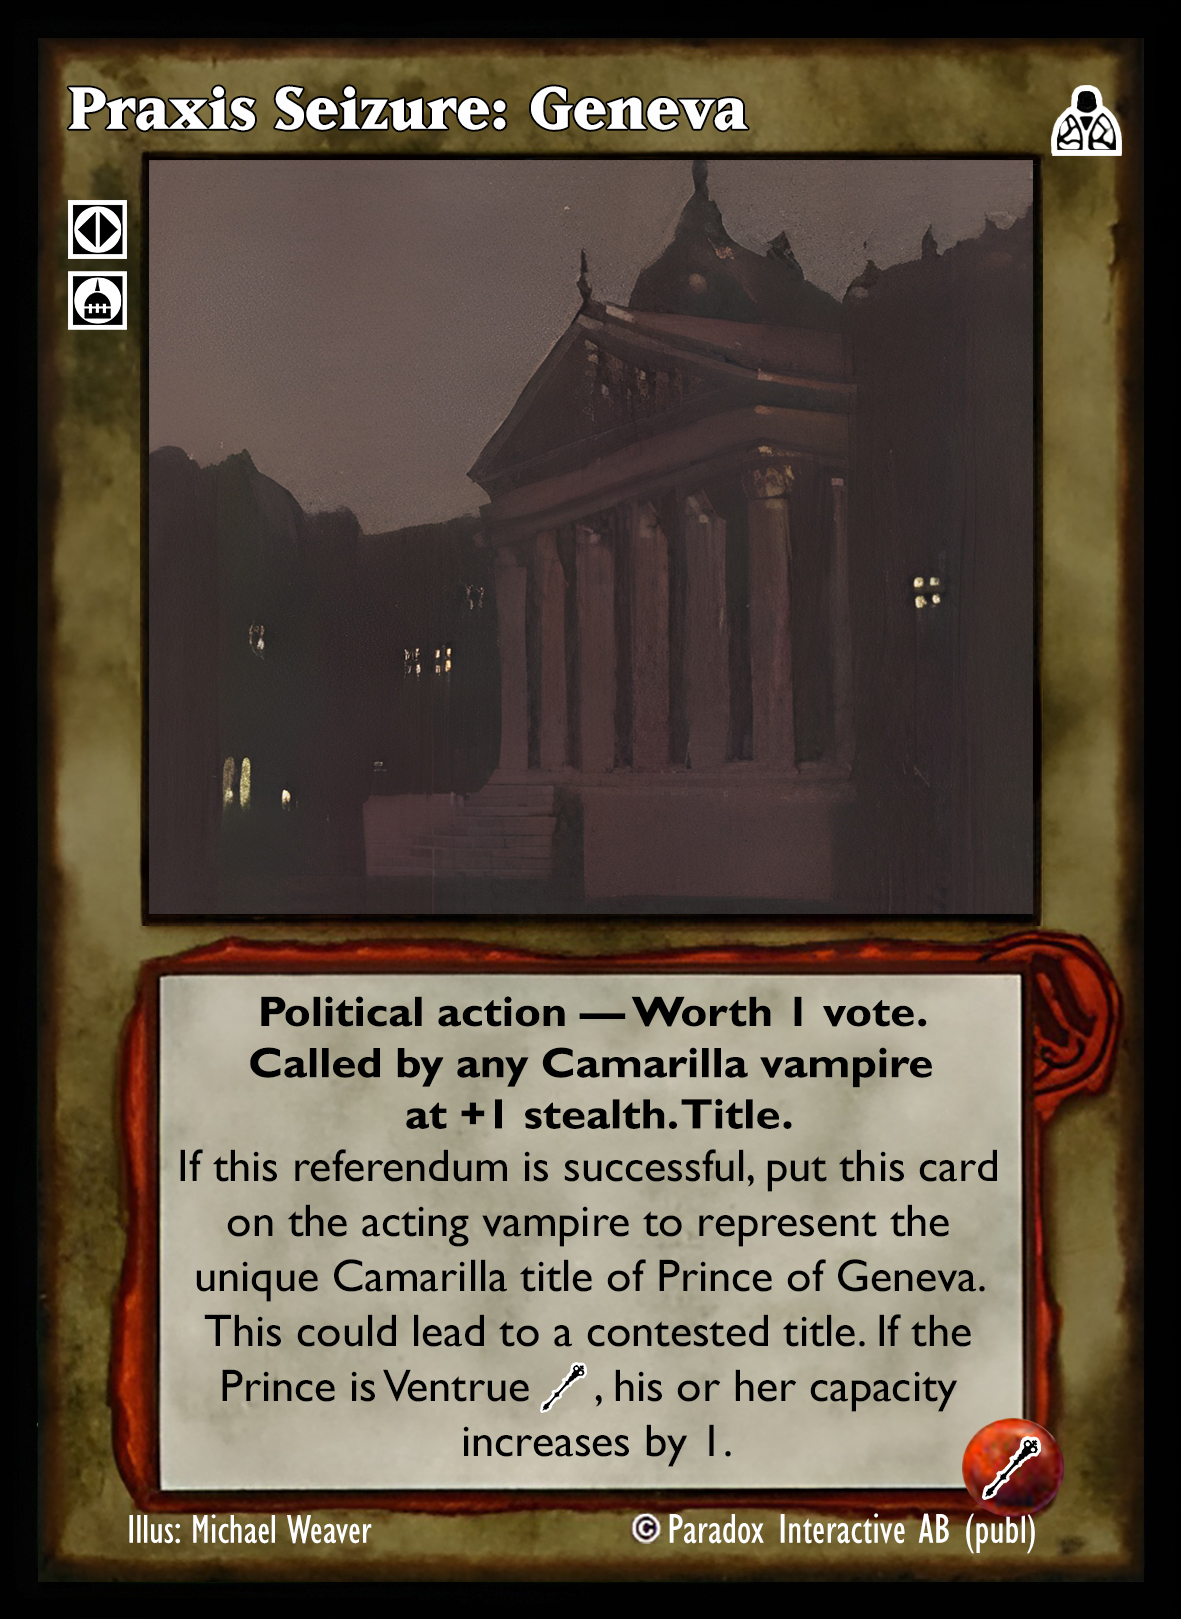 Praxis Seizure: Geneva
Political action — Worth 1 vote.
Called by any Camarilla vampire
at +1 stealth. Title.
If this referendum is successful, put this card
on the acting vampire to represent the
unique Camarilla title of Prince of Geneva.
This could lead to a contested title. If the
Prince is Ventrue , his or her capacity
increases by 1.
Illus: Michael Weaver
© Paradox Interactive AB (publ)